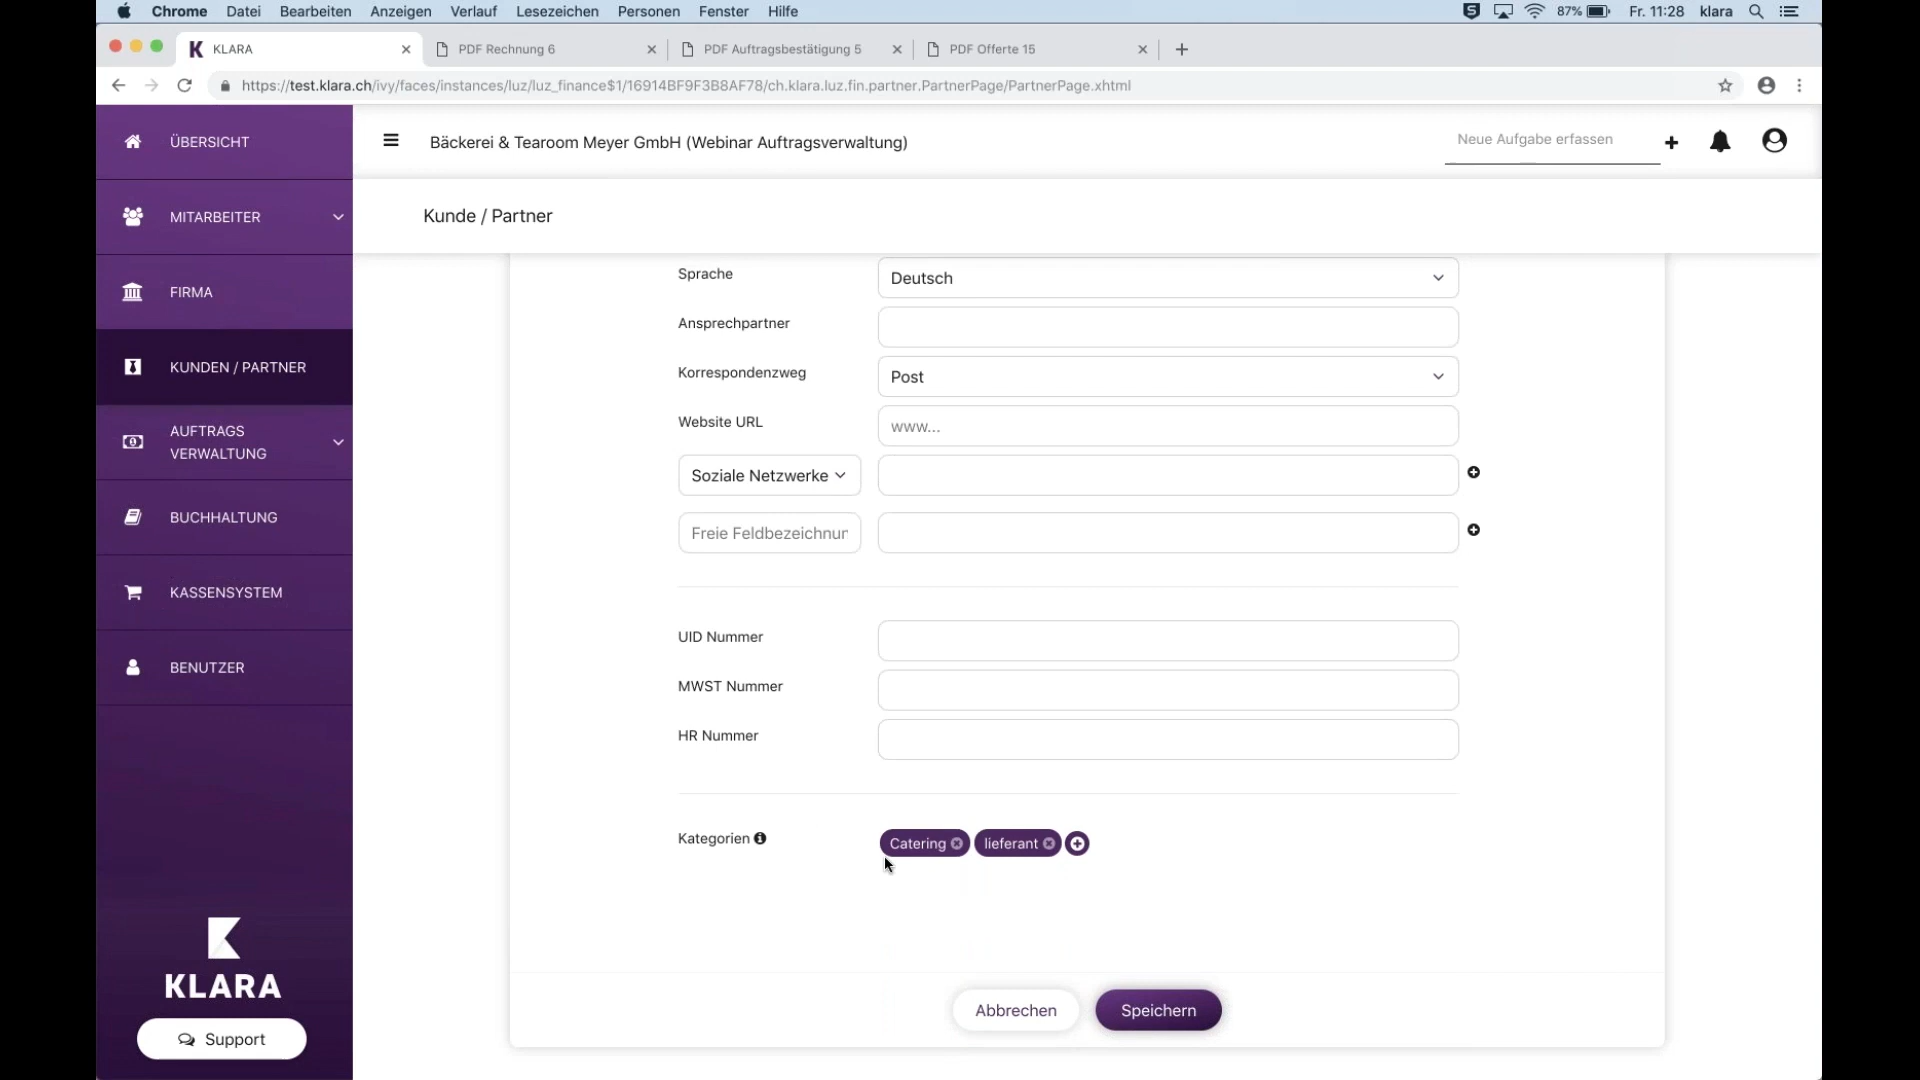 Chrome Datei Bearbeiten Anzeigen Verlauf Lesezeichen Personen Fenster Hilfe 87% Fr. 11:28 klara
KLARA
PDF Rechnung 6
PDF Auftragsbestätigung 5
PDF Offerte 15
https://test.klara.ch/ivy/faces/instances/luz/luz_finance$1/16914BF9F3B8AF78/ch.klara.luz.fin.partner.PartnerPage/PartnerPage.xhtml
ÜBERSICHT
MITARBEITER
FIRMA
KUNDEN / PARTNER
AUFTRAGS
VERWALTUNG
BUCHHALTUNG
KASSENSYSTEM
BENUTZER
KLARA
Support
Bäckerei & Tearoom Meyer GmbH (Webinar Auftragsverwaltung)
Neue Aufgabe erfassen
Kunde / Partner
Sprache Deutsch
Ansprechpartner
Korrespondenzweg Post
Website URL www...
Soziale Netzwerke
Freie Feldbezeichnur
UID Nummer
MWST Nummer
HR Nummer
Kategorien Catering lieferant
Abbrechen Speichern